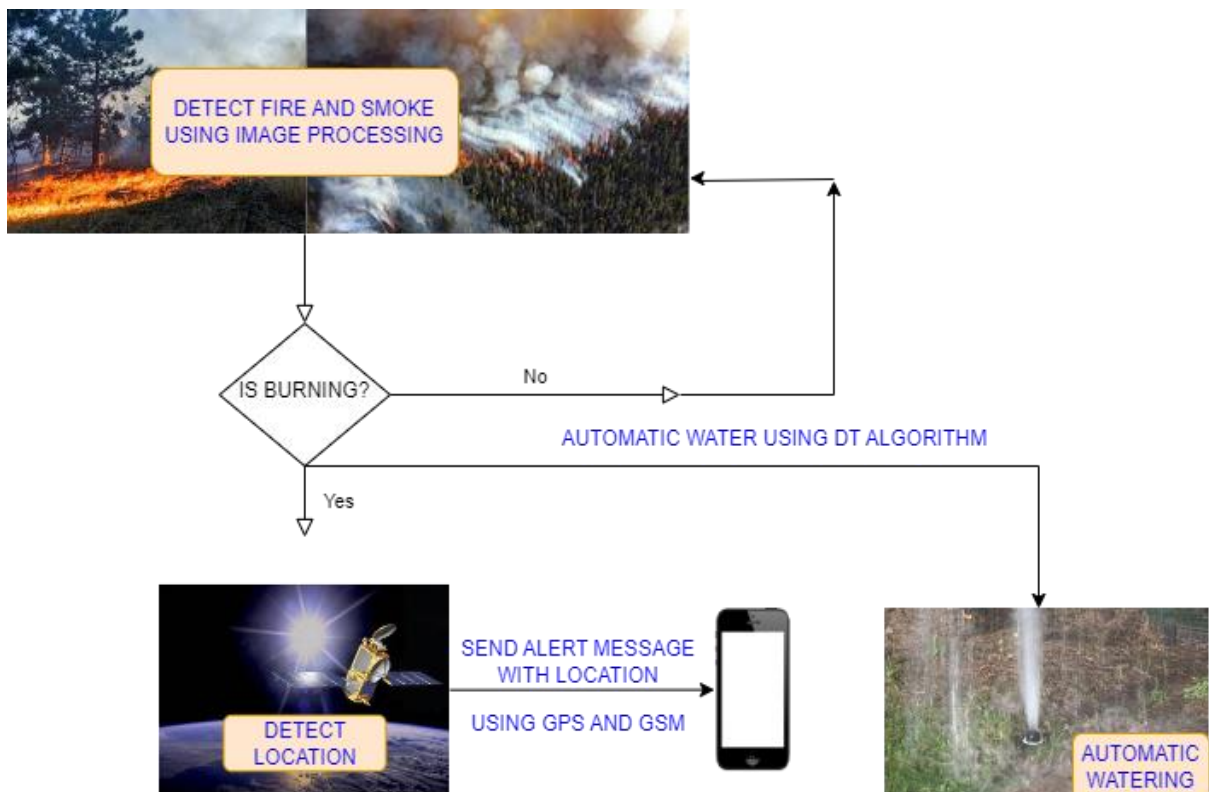 DETECT FIRE AND SMOKE
USING IMAGE PROCESSING
IS BURNING?
No
AUTOMATIC WATER USING DT ALGORITHM
Yes
SEND ALERT MESSAGE
WITH LOCATION
USING GPS AND GSM
DETECT
LOCATION
AUTOMATIC
WATERING